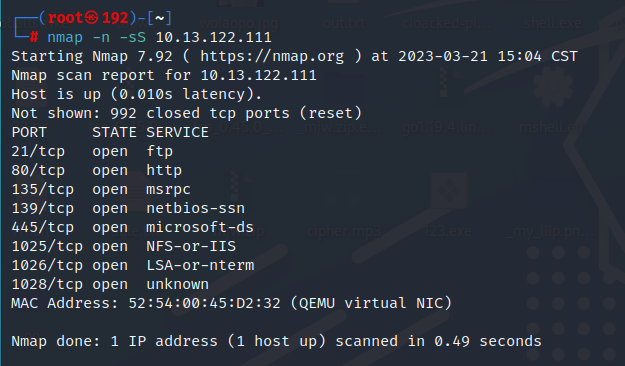 ┌──(root㉿192)-[~]
└─# nmap -n -sS 10.13.122.111
Starting Nmap 7.92 ( https://nmap.org ) at 2023-03-21 15:04 CST
Nmap scan report for 10.13.122.111
Host is up (0.010s latency).
Not shown: 992 closed tcp ports (reset)
PORT     STATE SERVICE
21/tcp   open  ftp
80/tcp   open  http
135/tcp  open  msrpc
139/tcp  open  netbios-ssn
445/tcp  open  microsoft-ds
1025/tcp open  NFS-or-IIS
1026/tcp open  LSA-or-nterm
1028/tcp open  unknown
MAC Address: 52:54:00:45:D2:32 (QEMU virtual NIC)
Nmap done: 1 IP address (1 host up) scanned in 0.49 seconds